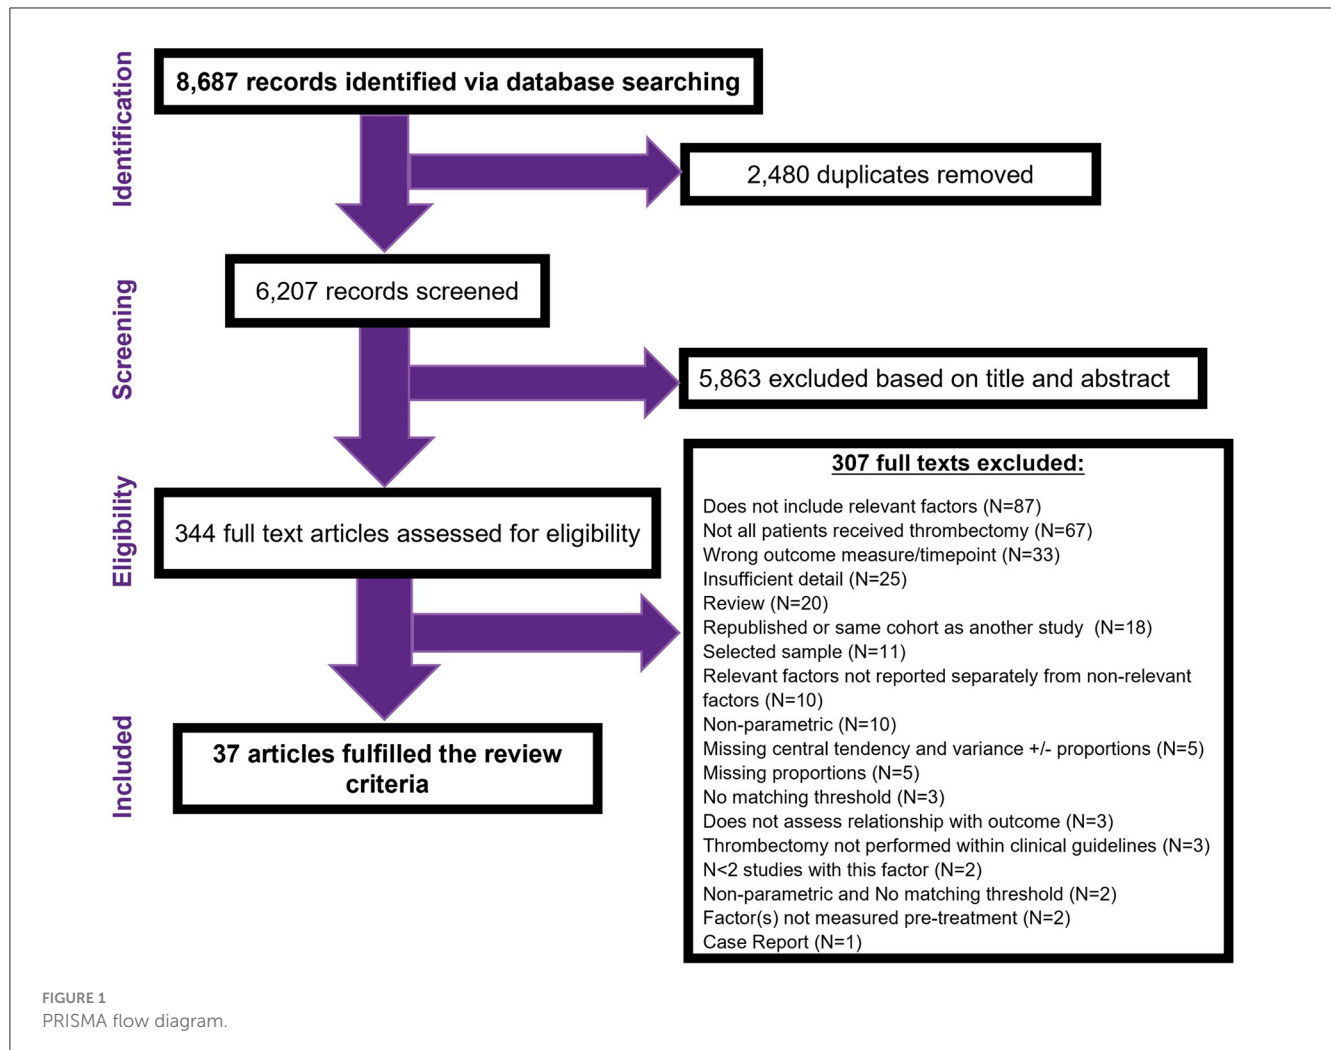 Identification
8,687 records identified via database searching
2,480 duplicates removed
Screening
6,207 records screened
5,863 excluded based on title and abstract
Eligibility
344 full text articles assessed for eligibility
307 full texts excluded:
Does not include relevant factors (N=87)
Not all patients received thrombectomy (N=67)
Wrong outcome measure/timepoint (N=33)
Insufficient detail (N=25)
Review (N=20)
Republished or same cohort as another study (N=18)
Selected sample (N=11)
Relevant factors not reported separately from non-relevant
factors (N=10)
Non-parametric (N=10)
Missing central tendency and variance +/- proportions (N=5)
Missing proportions (N=5)
No matching threshold (N=3)
Does not assess relationship with outcome (N=3)
Thrombectomy not performed within clinical guidelines (N=3)
N<2 studies with this factor (N=2)
Non-parametric and No matching threshold (N=2)
Factor(s) not measured pre-treatment (N=2)
Case Report (N=1)
Included
37 articles fulfilled the review
criteria
FIGURE 1
PRISMA flow diagram.